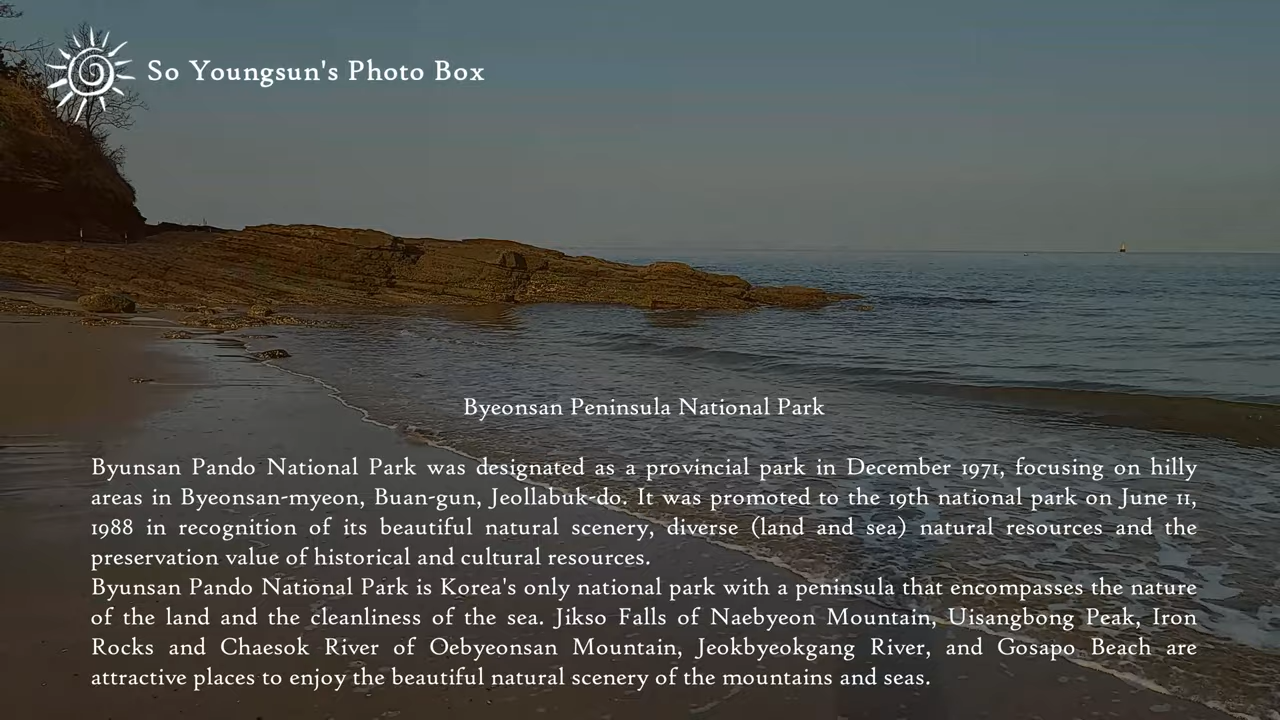 So Youngsun's Photo Box
Byeonsan Peninsula National Park
Byunsan Pando National Park was designated as a provincial park in December 1971, focusing on hilly
areas in Byeonsan-myeon, Buan-gun, Jeollabuk-do. It was promoted to the 19th national park on June 11,
1988 in recognition of its beautiful natural scenery, diverse (land and sea) natural resources and the
preservation value of historical and cultural resources.
Byunsan Pando National Park is Korea's only national park with a peninsula that encompasses the nature
of the land and the cleanliness of the sea. Jikso Falls of Naebyeon Mountain, Uisangbong Peak, Iron
Rocks and Chaesok River of Oebyeonsan Mountain, Jeokbyeokgang River, and Gosapo Beach are
attractive places to enjoy the beautiful natural scenery of the mountains and seas.